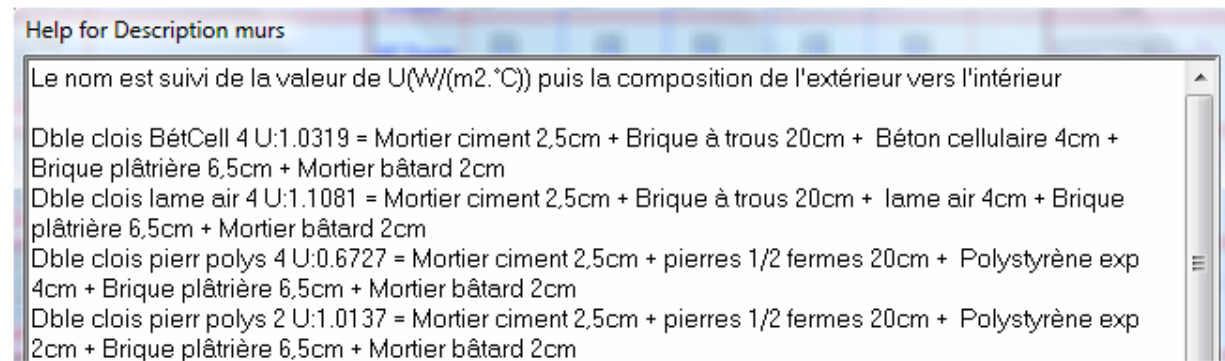 Help for Description murs
Le nom est suivi de la valeur de U(W/(m2.°C)) puis la composition de l'extérieur vers l'intérieur
Dble clois BétCell 4 U:1.0319 = Mortier ciment 2,5cm + Brique à trous 20cm +  Béton cellulaire 4cm +
Brique plâtrière 6,5cm + Mortier bâtard 2cm
Dble clois lame air 4 U:1.1081 = Mortier ciment 2,5cm + Brique à trous 20cm +  lame air 4cm + Brique
plâtrière 6,5cm + Mortier bâtard 2cm
Dble clois pierr polys 4 U:0.6727 = Mortier ciment 2,5cm + pierres 1/2 fermes 20cm +  Polystyrène exp
4cm + Brique plâtrière 6,5cm + Mortier bâtard 2cm
Dble clois pierr polys 2 U:1.0137 = Mortier ciment 2,5cm + pierres 1/2 fermes 20cm +  Polystyrène exp
2cm + Brique plâtrière 6,5cm + Mortier bâtard 2cm